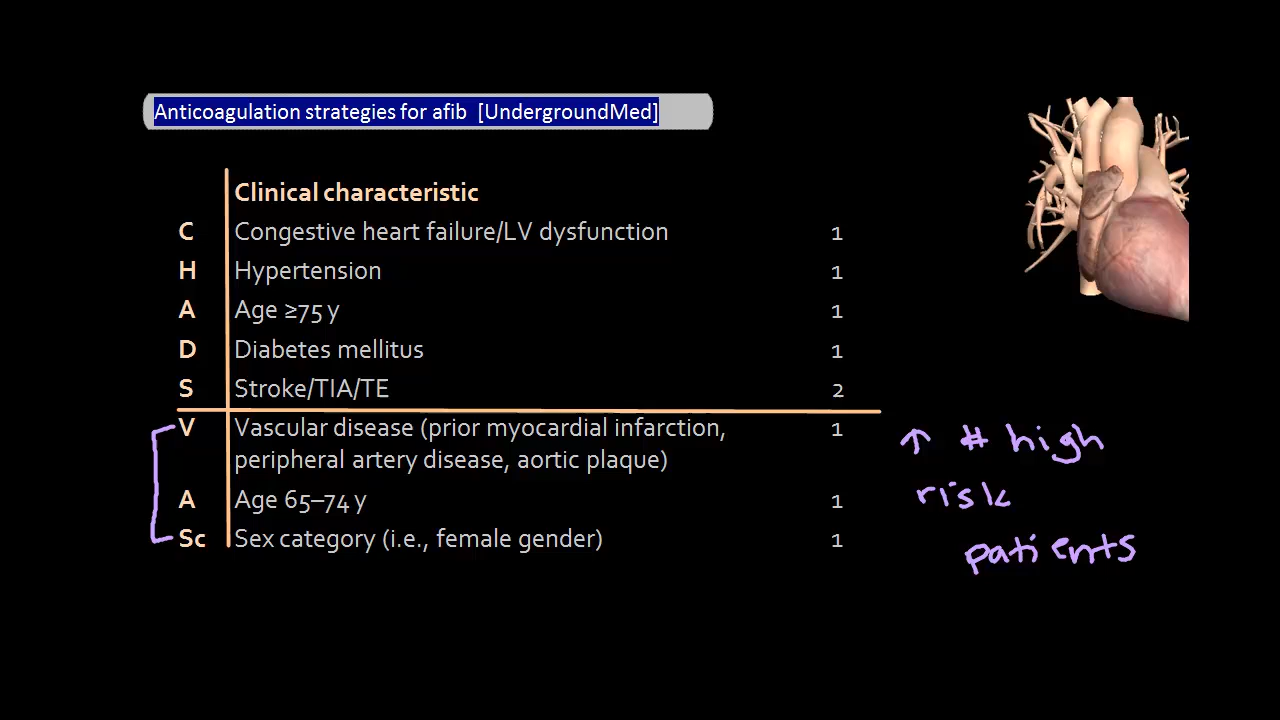 Anticoagulation strategies for afib [UndergroundMed]
Clinical characteristic
C Congestive heart failure/LV dysfunction 1
H Hypertension 1
A Age ≥75 y 1
D Diabetes mellitus 1
S Stroke/TIA/TE 2
V Vascular disease (prior myocardial infarction, 1
peripheral artery disease, aortic plaque)
A Age 65–74 y 1
Sc Sex category (i.e., female gender) 1
↑ # high
risk
patients